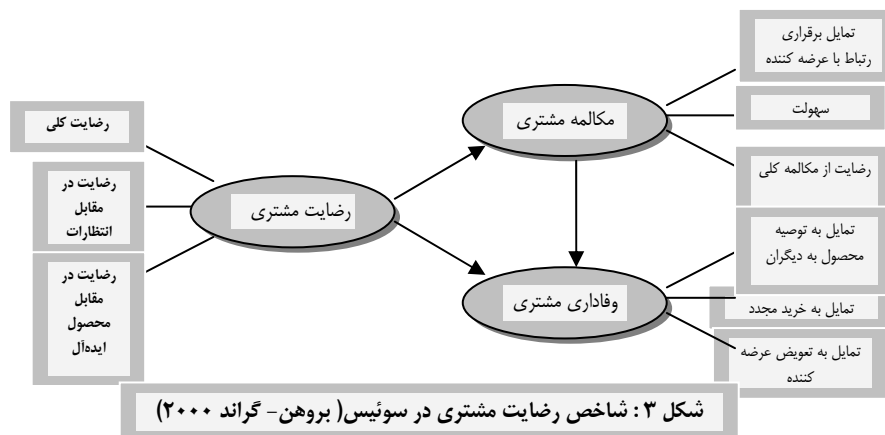 تمایل برقراری
رتباط با عرضه کننده
سهولت
رضایت از مکالمه کلی
مکالمه مشتری
رضایت کلی
رضایت در
مقابل
انتظارات
رضایت در
مقابل
محصول
ایده‌آل
رضایت مشتری
تمایل به توصیه
محصول به دیگران
تمایل به خرید مجدد
تمایل به تعویض عرضه
کننده
وفاداری مشتری
شکل ۳ : شاخص رضایت مشتری در سوئیس( بروهن- گراند ۲۰۰۰)